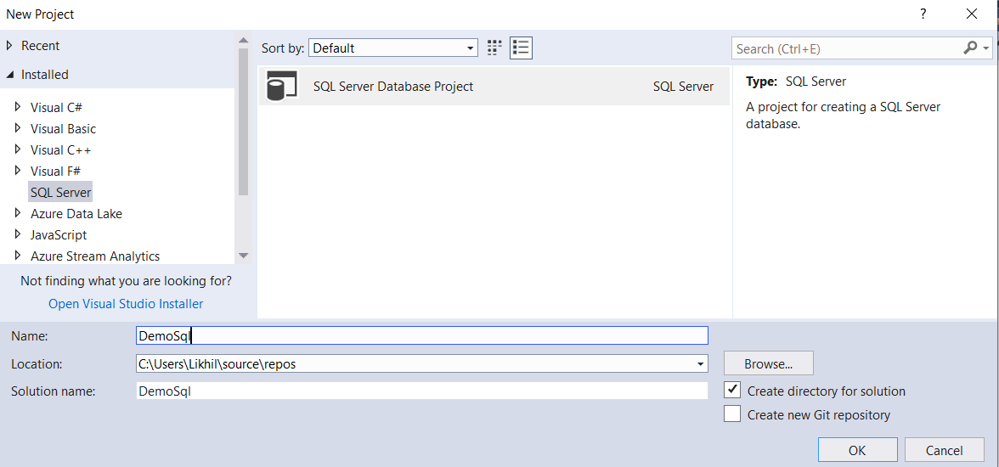 New Project
?
Recent
Installed
Visual C#
Visual Basic
Visual C++
Visual F#
SQL Server
Azure Data Lake
JavaScript
Azure Stream Analytics
Not finding what you are looking for?
Open Visual Studio Installer
Sort by: Default
SQL Server Database Project SQL Server
Search (Ctrl+E)
Type: SQL Server
A project for creating a SQL Server
database.
Name: DemoSql
Location: C:\Users\Likhil\source\repos
Browse...
Solution name: DemoSql
Create directory for solution
Create new Git repository
OK Cancel